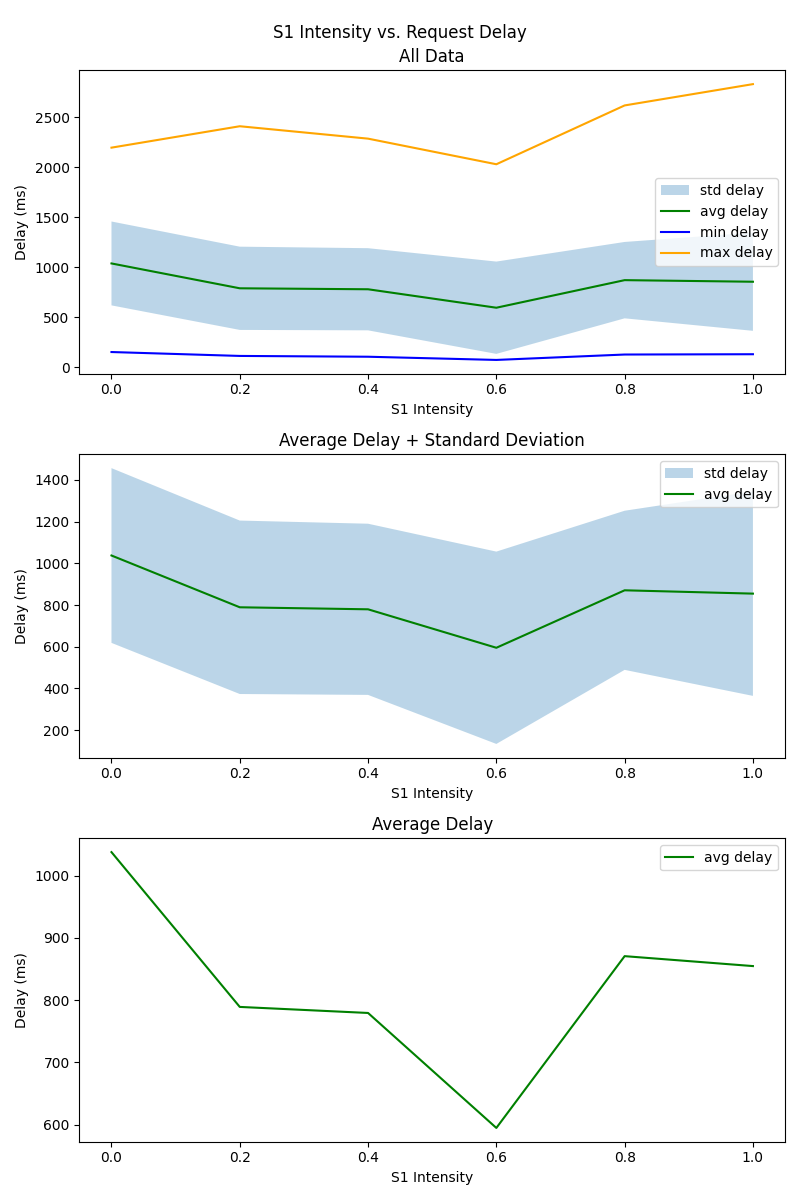 S1 Intensity vs. Request Delay
All Data
Delay (ms)
2500
2000
1500
1000
500
0
std delay
avg delay
min delay
max delay
0.0 0.2 0.4 0.6 0.8 1.0
S1 Intensity
Average Delay + Standard Deviation
Delay (ms)
1400
1200
1000
800
600
400
200
std delay
avg delay
0.0 0.2 0.4 0.6 0.8 1.0
S1 Intensity
Average Delay
Delay (ms)
1000
900
800
700
600
avg delay
0.0 0.2 0.4 0.6 0.8 1.0
S1 Intensity